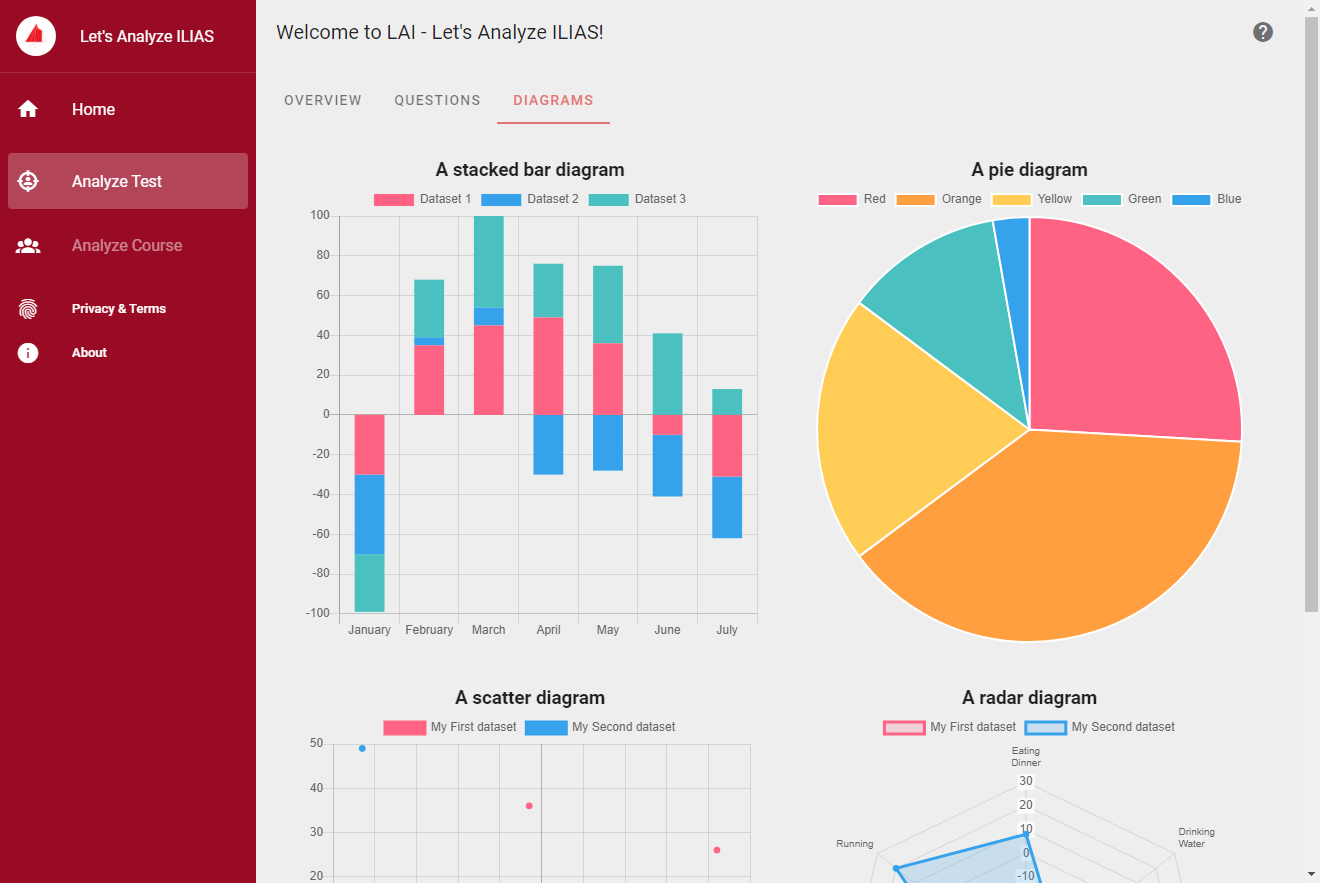 Let's Analyze ILIAS
Home
Analyze Test
Analyze Course
Privacy & Terms
About
Welcome to LAI - Let's Analyze ILIAS!
OVERVIEW QUESTIONS DIAGRAMS
A stacked bar diagram
Dataset 1 Dataset 2 Dataset 3
100
80
60
40
20
0
-20
-40
-60
-80
-100
January February March April May June July
A pie diagram
Red Orange Yellow Green Blue
A scatter diagram
My First dataset My Second dataset
50
40
30
20
A radar diagram
My First dataset My Second dataset
Eating
Dinner
30
20
10
0
-10
Drinking
Water
Running